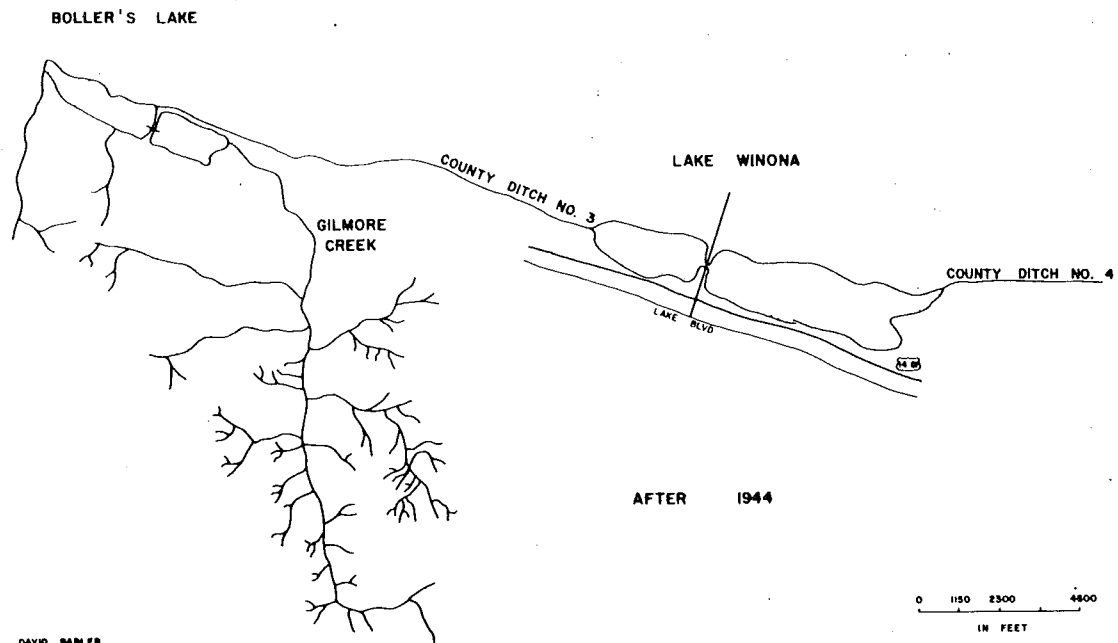 BOLLER'S LAKE
LAKE WINONA
COUNTY DITCH NO. 3
GILMORE
CREEK
COUNTY DITCH NO. 4
LAKE BLVD
AFTER 1944
0 1150 2300 4600
IN FEET
DAVID